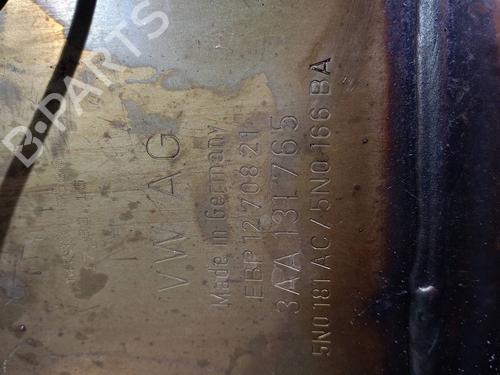 VW AG
Made in Germany
EBP 12 708 21
3AA 131 765
5N0 181 AC / 5N0 166 BA
B-PARTS